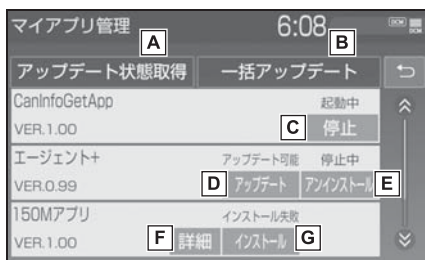 マイアプリ管理 6:08 DCM
A B
アップデート状態取得 一括アップデート
CanInfoGetApp 起動中
VER.1.00 C 停止
エージェント+ アップデート可能 停止中
VER.0.99 D アップデート アンインストール E
150Mアプリ インストール失敗
VER.1.00 F 詳細 インストール G